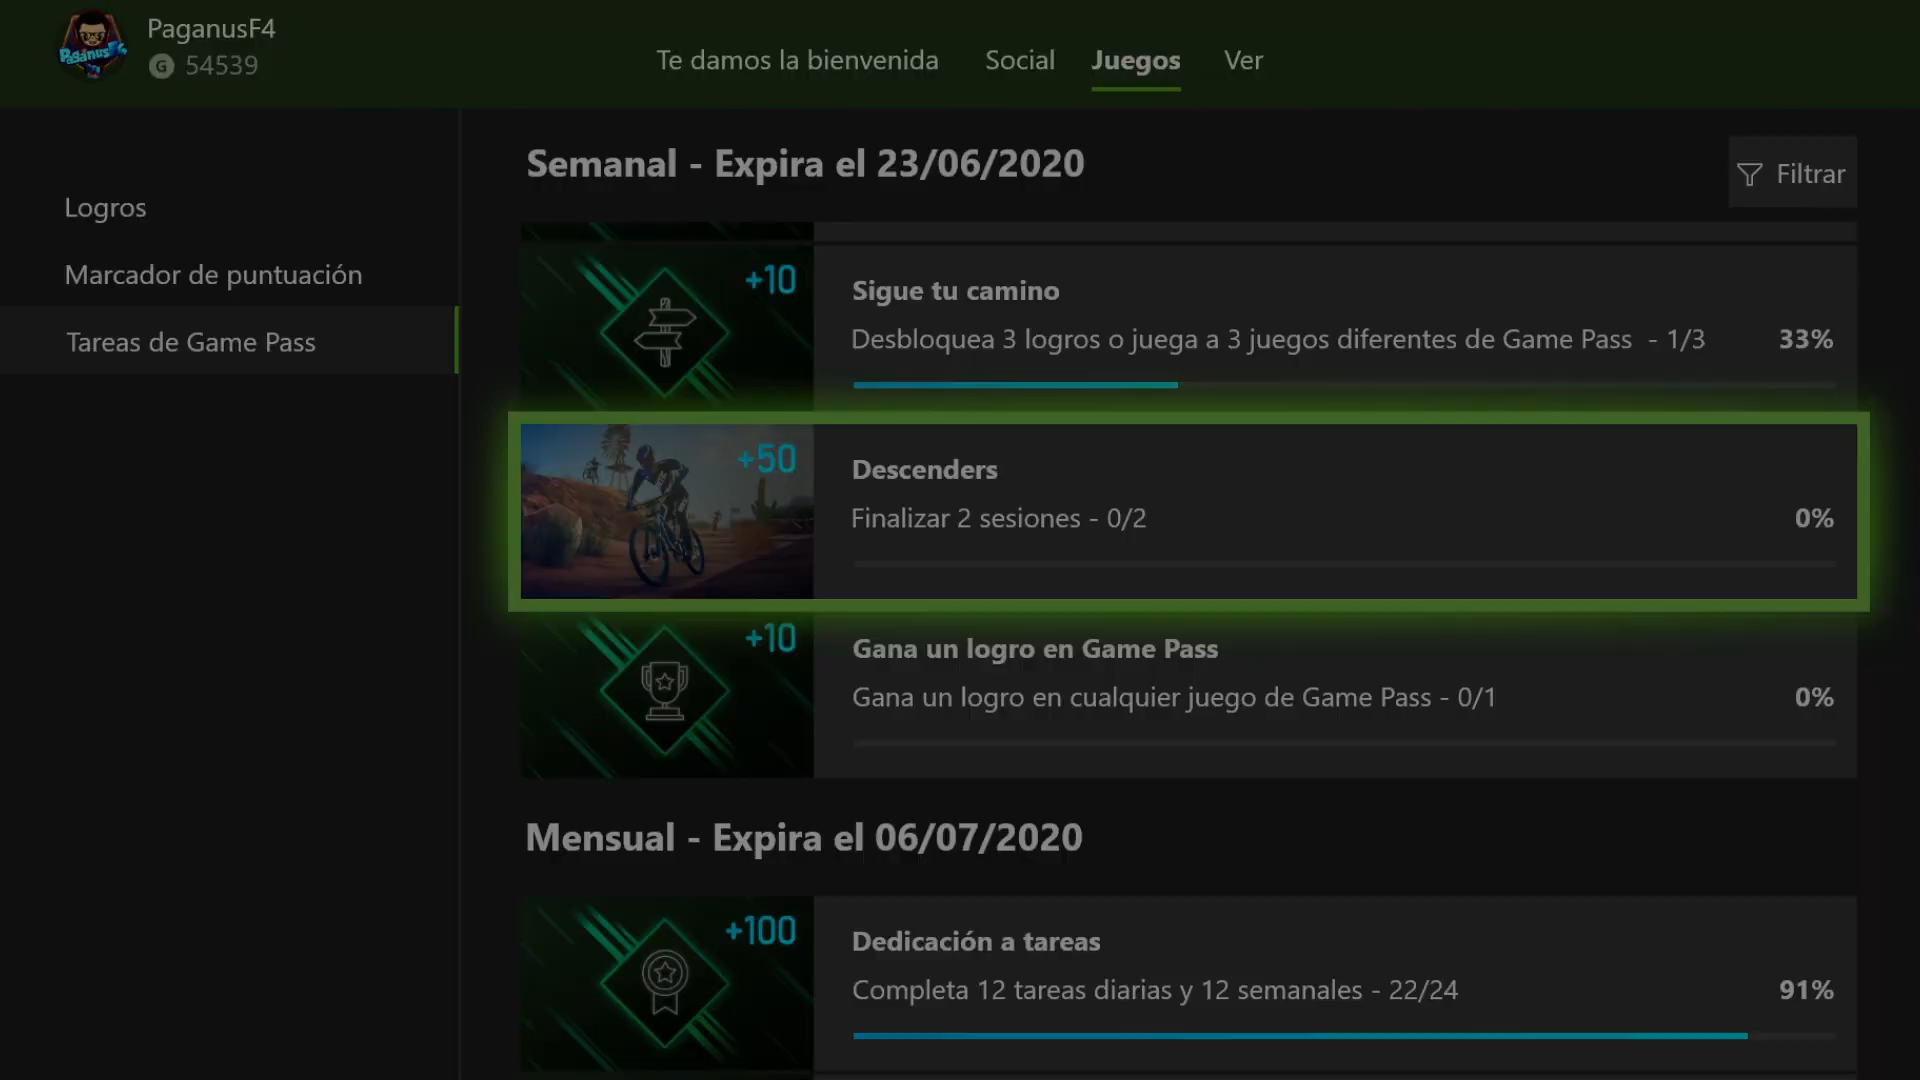 PaganusF4
G 54539
PaganusF4
Te damos la bienvenida
Social
Juegos
Ver
Logros
Marcador de puntuación
Tareas de Game Pass
Semanal - Expira el 23/06/2020
Filtrar
+10
Sigue tu camino
Desbloquea 3 logros o juega a 3 juegos diferentes de Game Pass - 1/3
33%
+50
Descenders
Finalizar 2 sesiones - 0/2
0%
+10
Gana un logro en Game Pass
Gana un logro en cualquier juego de Game Pass - 0/1
0%
Mensual - Expira el 06/07/2020
+100
Dedicación a tareas
Completa 12 tareas diarias y 12 semanales - 22/24
91%